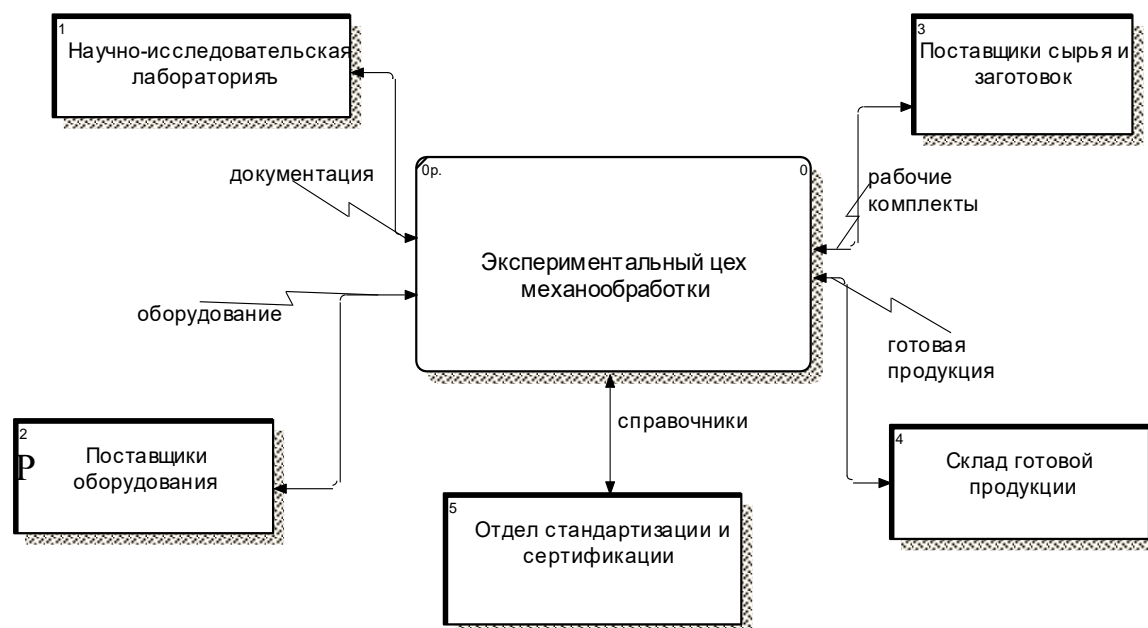 1
Научно-исследовательская
лабораторияъ
3
Поставщики сырья и
заготовок
документация
0р.
0
рабочие
комплекты
Экспериментальный цех
механообработки
оборудование
готовая
продукция
справочники
2
Р
Поставщики
оборудования
4
Склад готовой
продукции
5
Отдел стандартизации и
сертификации